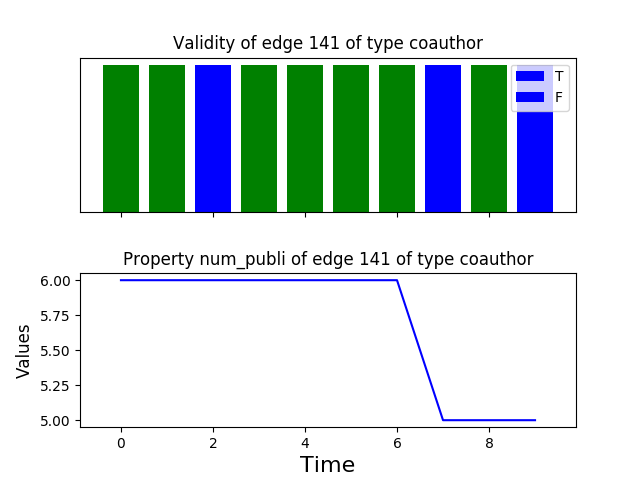 Validity of edge 141 of type coauthor
T
F
Property num_publi of edge 141 of type coauthor
6.00
5.75
5.50
5.25
5.00
Values
0 2 4 6 8
Time